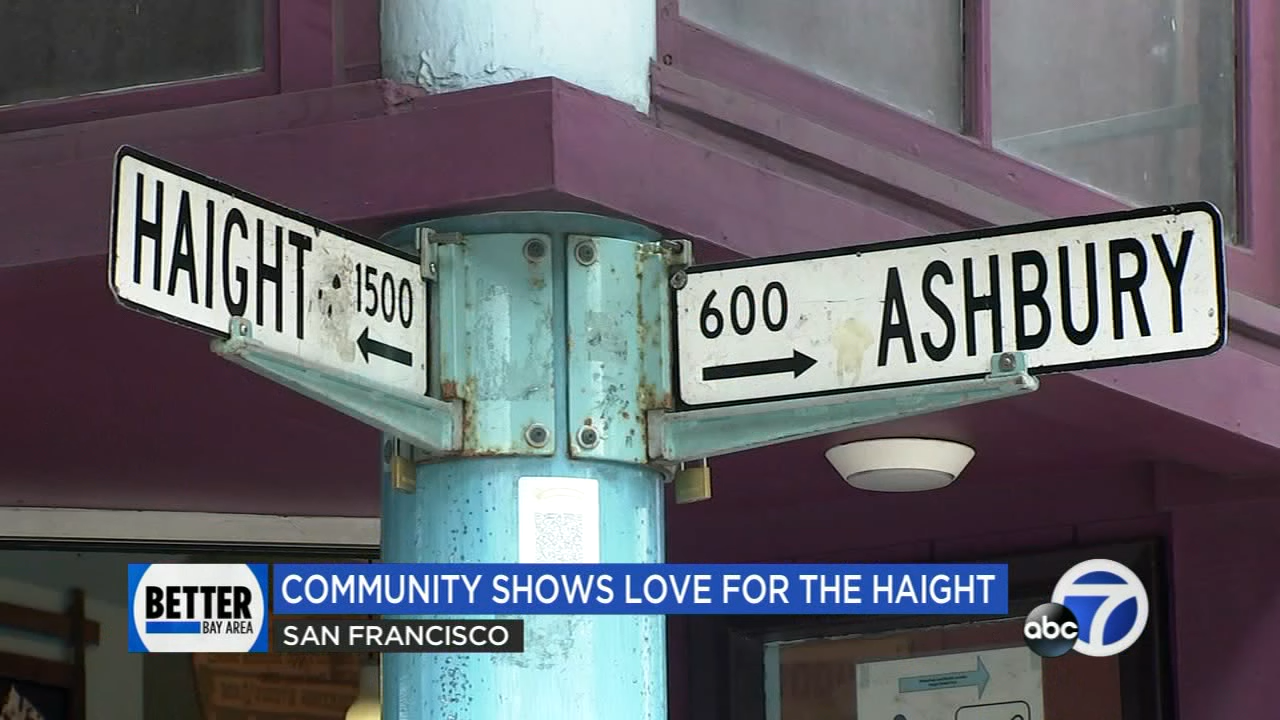 HAIGHT 1500
600 ASHBURY
BETTER
BAY AREA
COMMUNITY SHOWS LOVE FOR THE HAIGHT
SAN FRANCISCO
abc 7